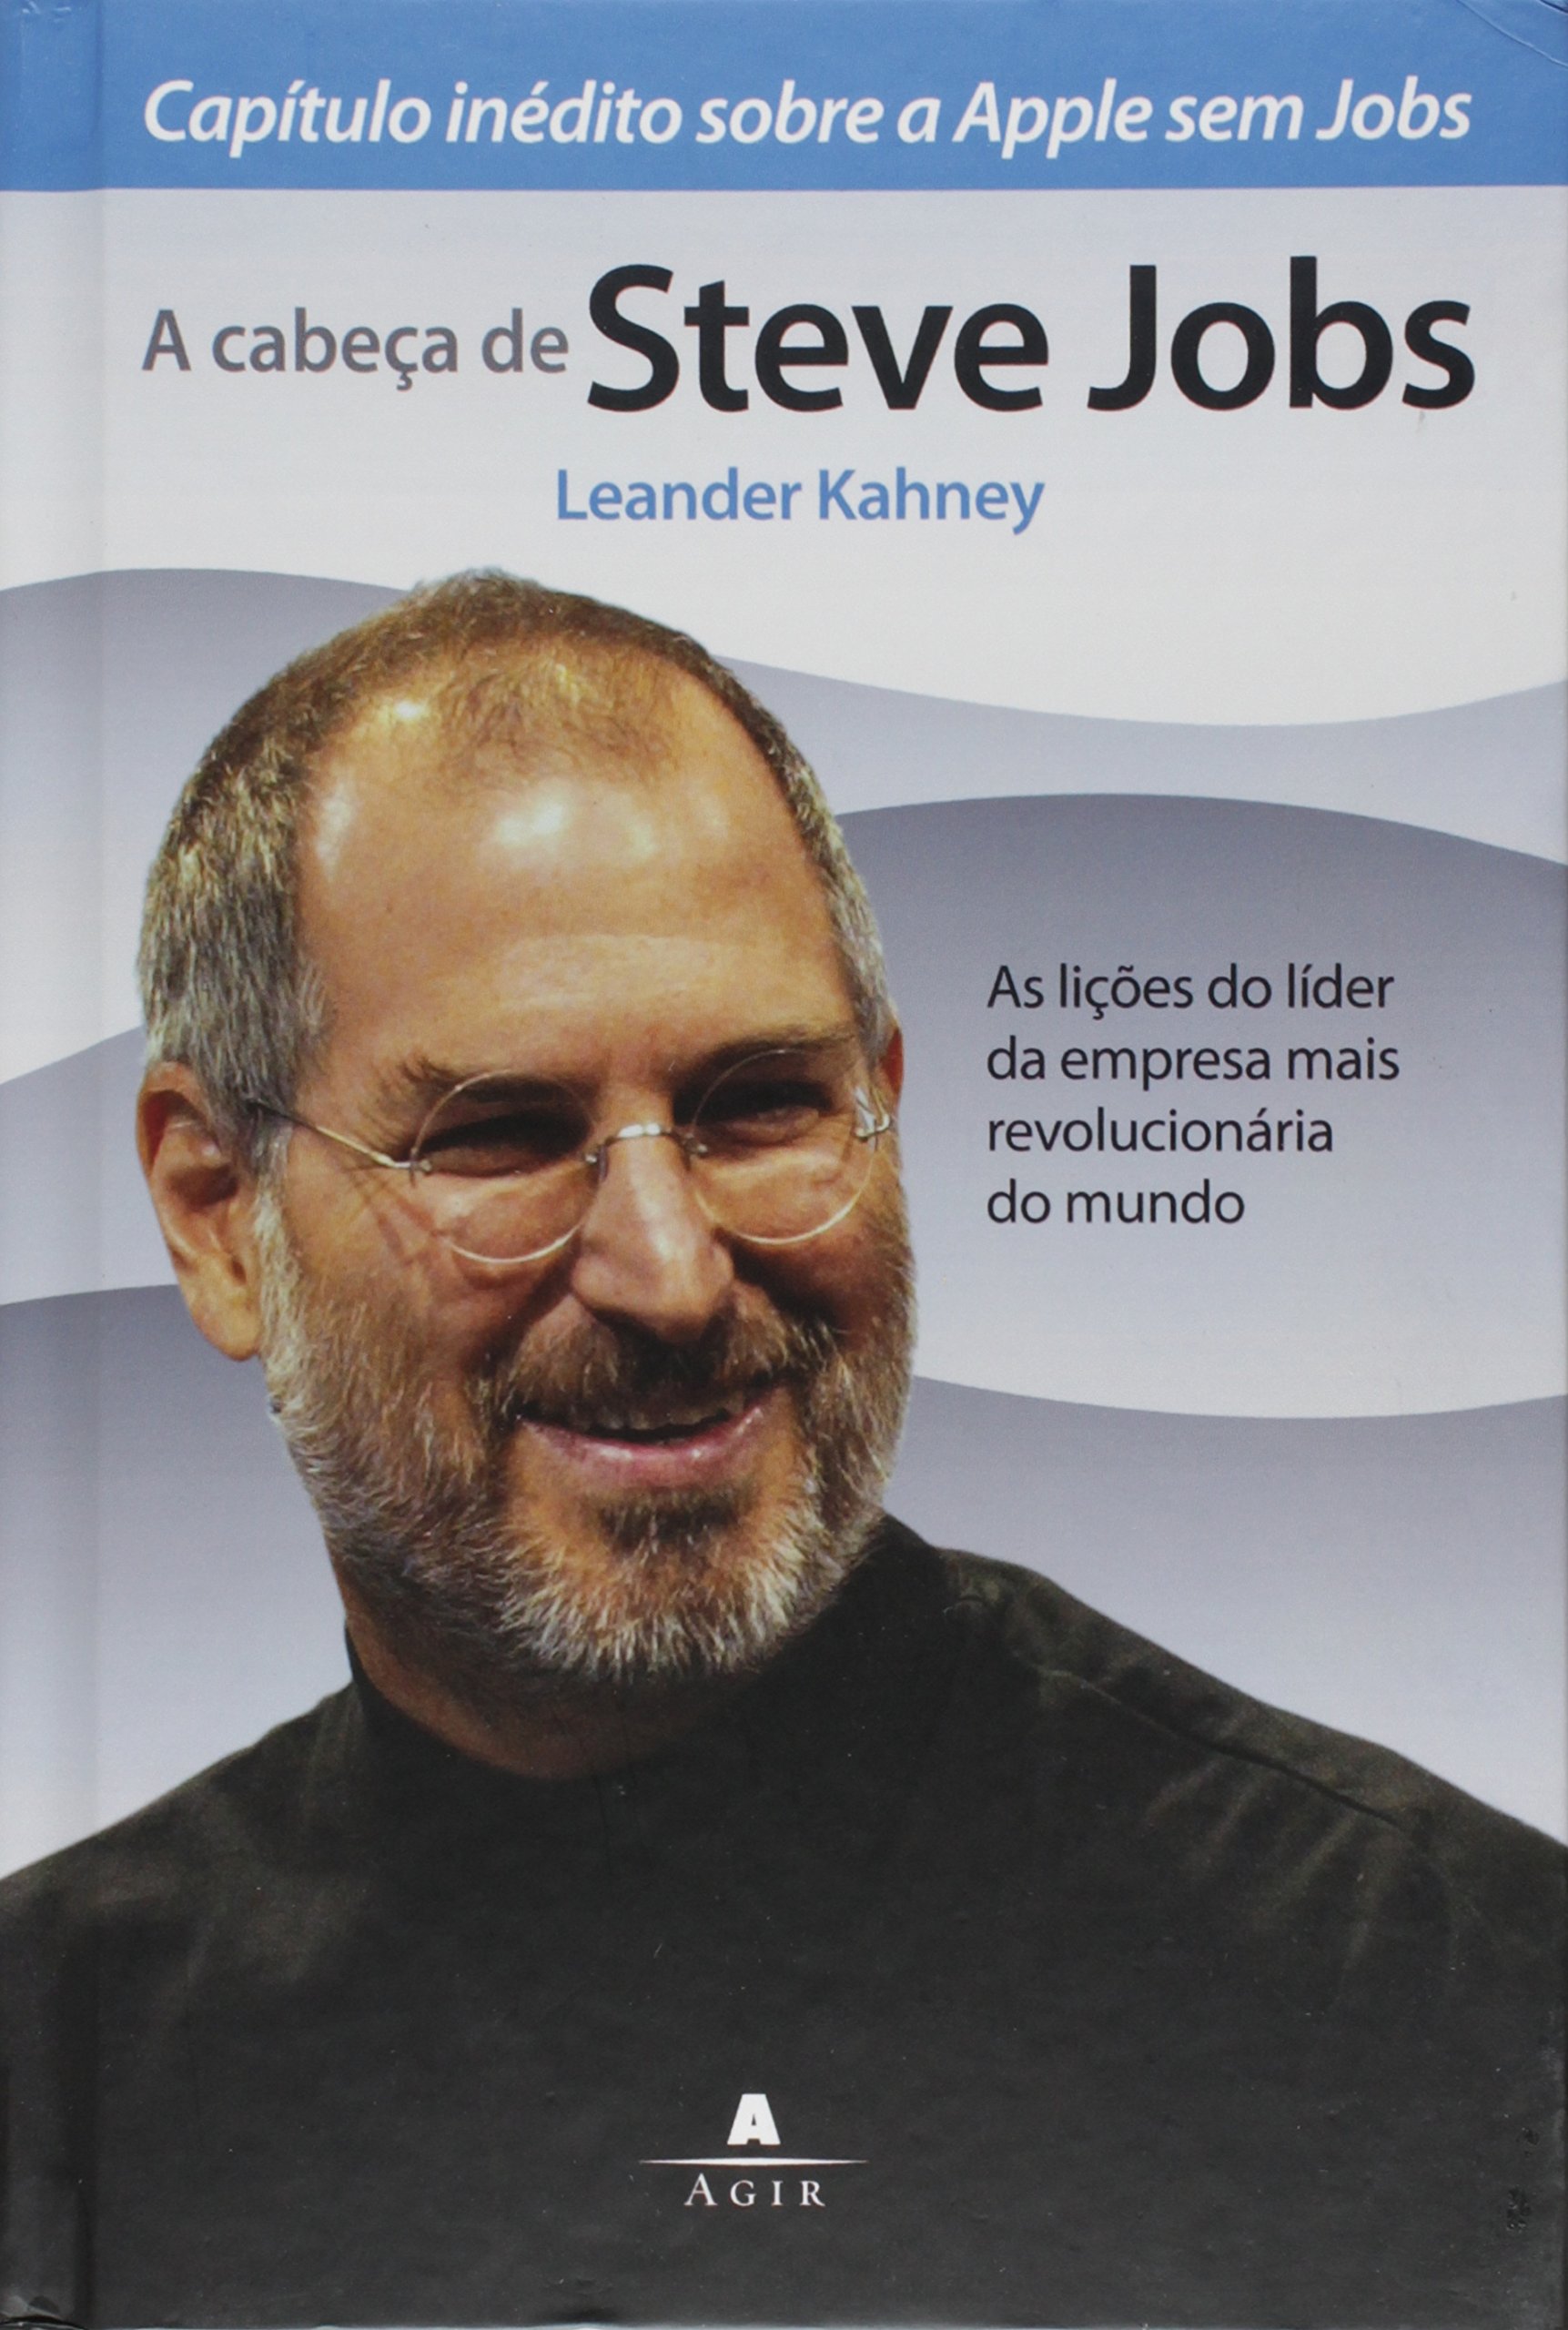 Capítulo inédito sobre a Apple sem Jobs
A cabeça de Steve Jobs
Leander Kahney
As lições do líder
da empresa mais
revolucionária
do mundo
A
AGIR